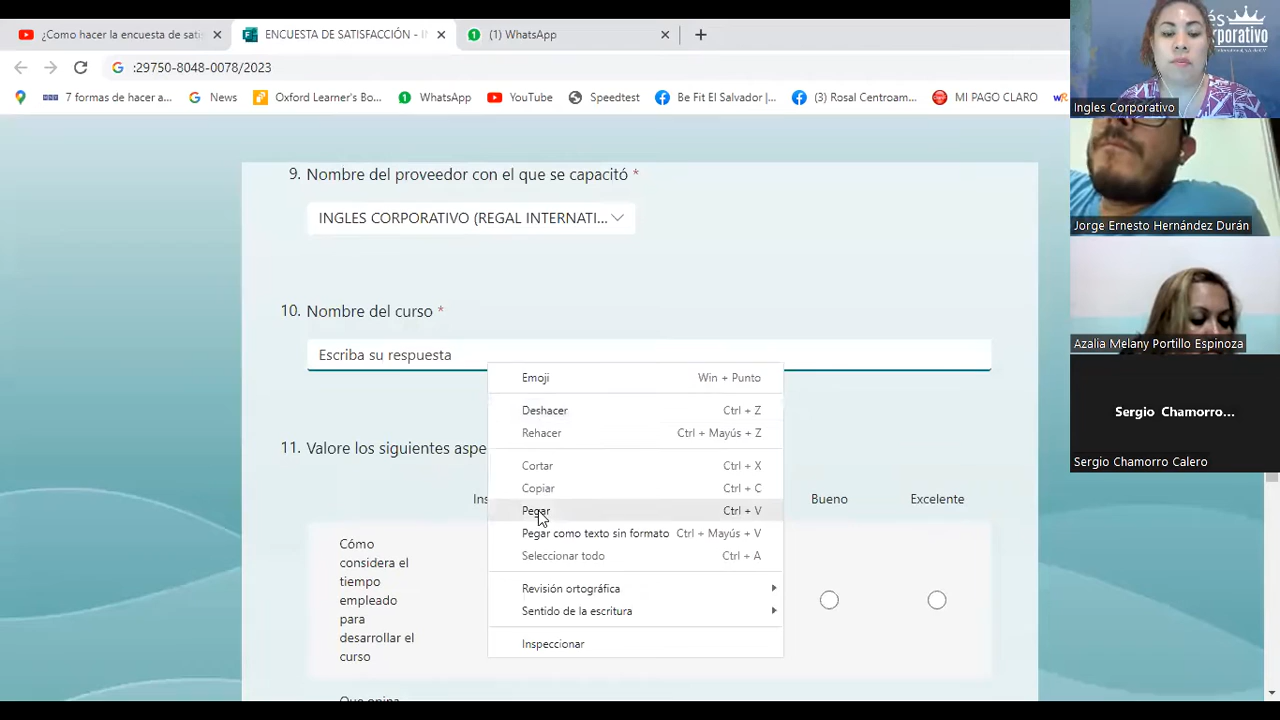 ¿Como hacer la encuesta de sati
ENCUESTA DE SATISFACCIÓN - I
(1) WhatsApp
:29750-8048-0078/2023
7 formas de hacer a...
News
Oxford Learner's Bo...
WhatsApp
YouTube
Speedtest
Be Fit El Salvador |...
(3) Rosal Centroam...
MI PAGO CLARO
9. Nombre del proveedor con el que se capacitó *
INGLES CORPORATIVO (REGAL INTERNATI...
10. Nombre del curso *
Escriba su respuesta
Emoji Win + Punto
Deshacer Ctrl + Z
Rehacer Ctrl + Mayús + Z
Cortar Ctrl + X
Copiar Ctrl + C
Pegar Ctrl + V
Pegar como texto sin formato Ctrl + Mayús + V
Seleccionar todo Ctrl + A
Revisión ortográfica
Sentido de la escritura
Inspeccionar
11. Valore los siguientes aspe
Ins
Bueno
Excelente
Cómo
considera el
tiempo
empleado
para
desarrollar el
curso
Que opina
Ingles Corporativo
Jorge Ernesto Hernández Durán
Azalia Melany Portillo Espinoza
Sergio Chamorro...
Sergio Chamorro Calero